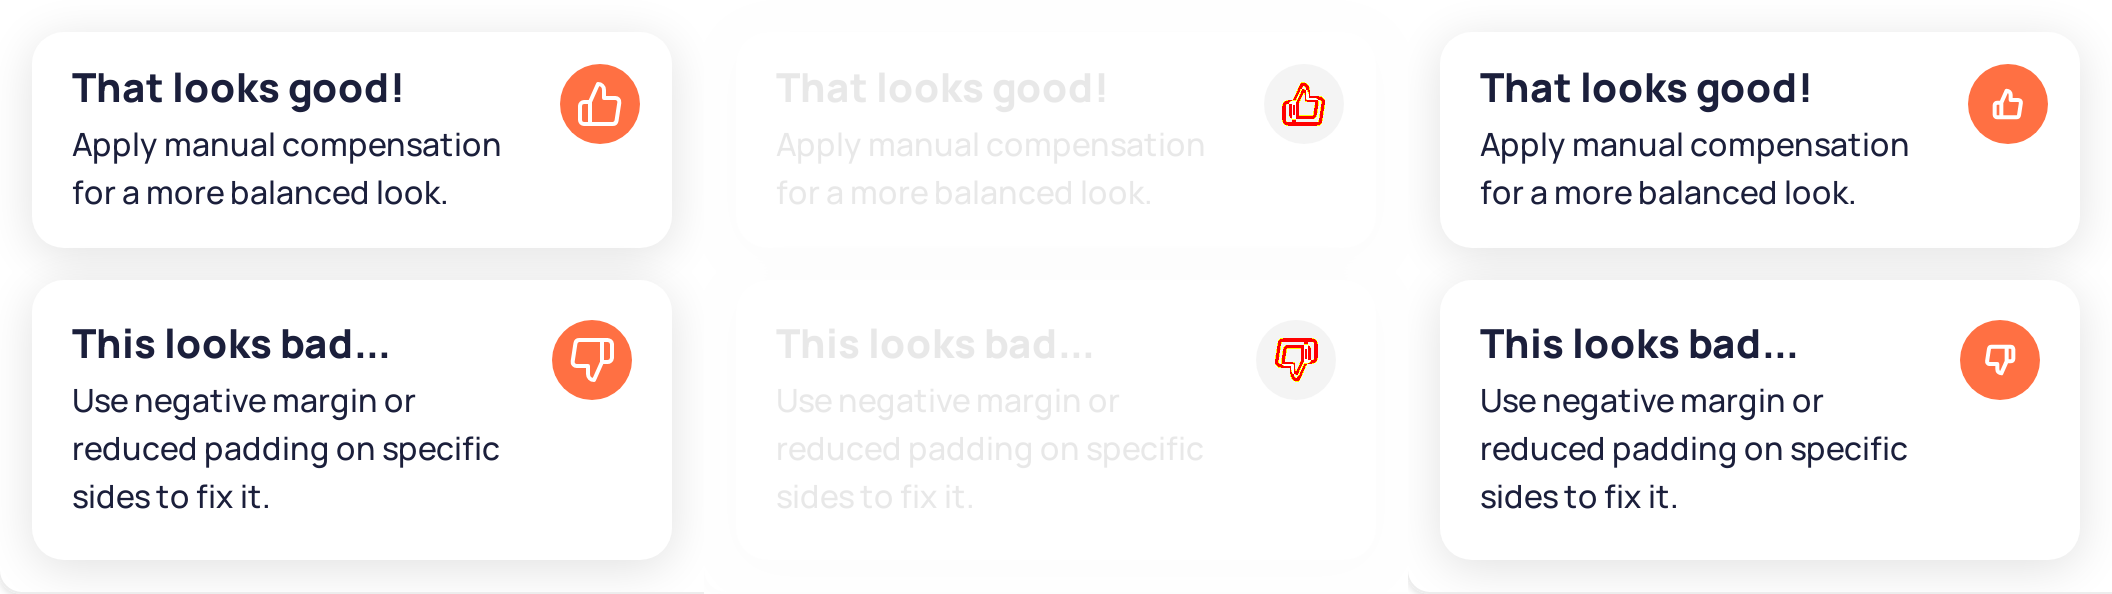 That looks good!
Apply manual compensation
for a more balanced look.
This looks bad...
Use negative margin or
reduced padding on specific
sides to fix it.
That looks good!
Apply manual compensation
for a more balanced look.
This looks bad...
Use negative margin or
reduced padding on specific
sides to fix it.
That looks good!
Apply manual compensation
for a more balanced look.
This looks bad...
Use negative margin or
reduced padding on specific
sides to fix it.